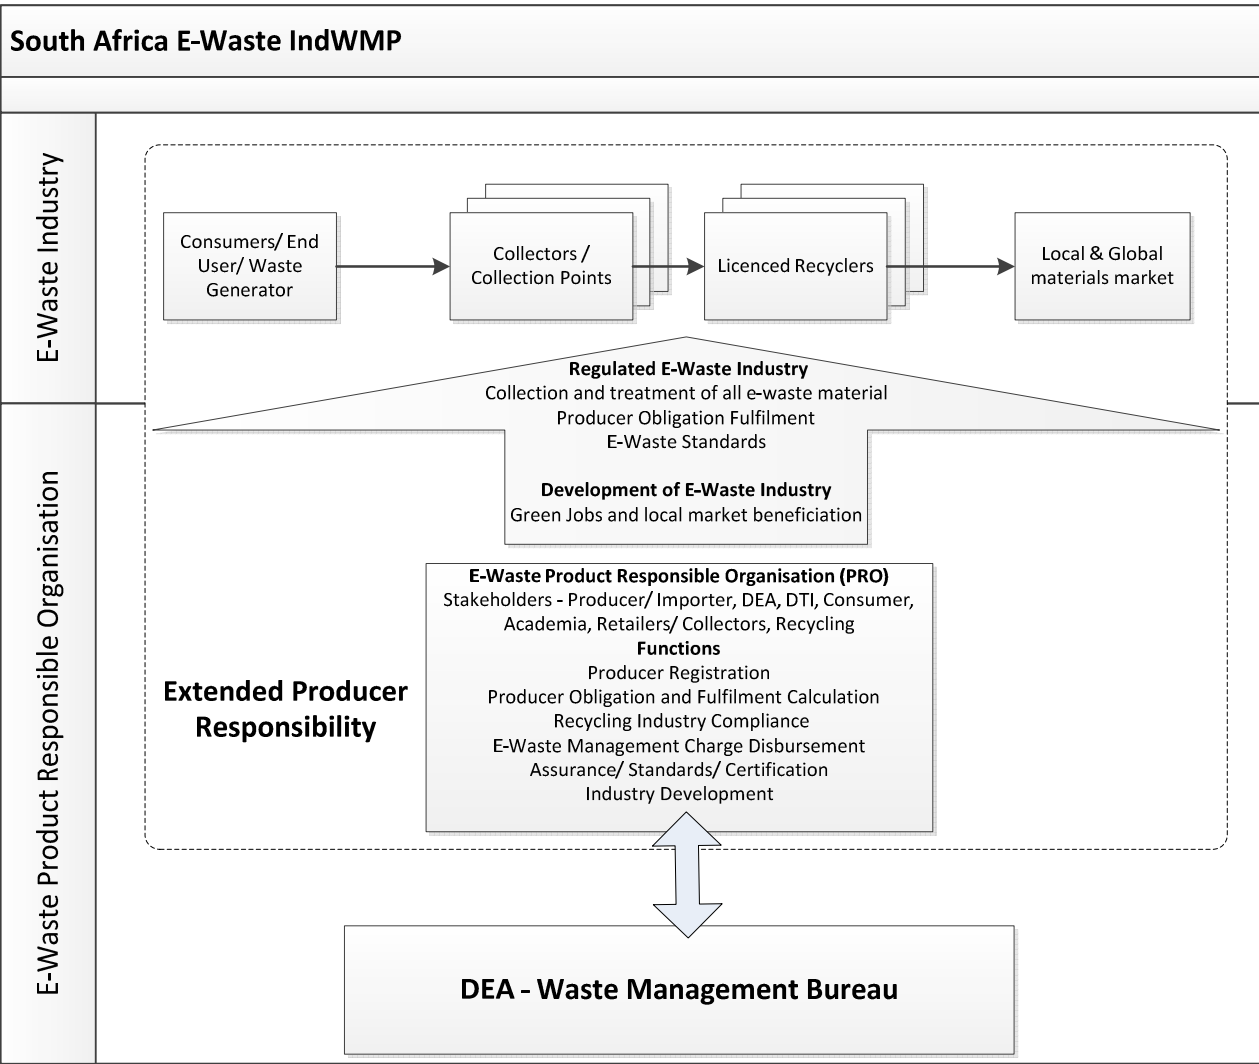 South Africa E-Waste IndWMP
E-Waste Industry
Consumers/ End
User/ Waste
Generator
Collectors /
Collection Points
Licenced Recyclers
Local & Global
materials market
Regulated E-Waste Industry
Collection and treatment of all e-waste material
Producer Obligation Fulfilment
E-Waste Standards
Development of E-Waste Industry
Green Jobs and local market beneficiation
E-Waste Product Responsible Organisation
E-Waste Product Responsible Organisation (PRO)
Stakeholders - Producer/ Importer, DEA, DTI, Consumer,
Academia, Retailers/ Collectors, Recycling
Functions
Producer Registration
Producer Obligation and Fulfilment Calculation
Recycling Industry Compliance
E-Waste Management Charge Disbursement
Assurance/ Standards/ Certification
Industry Development
Extended Producer
Responsibility
DEA - Waste Management Bureau